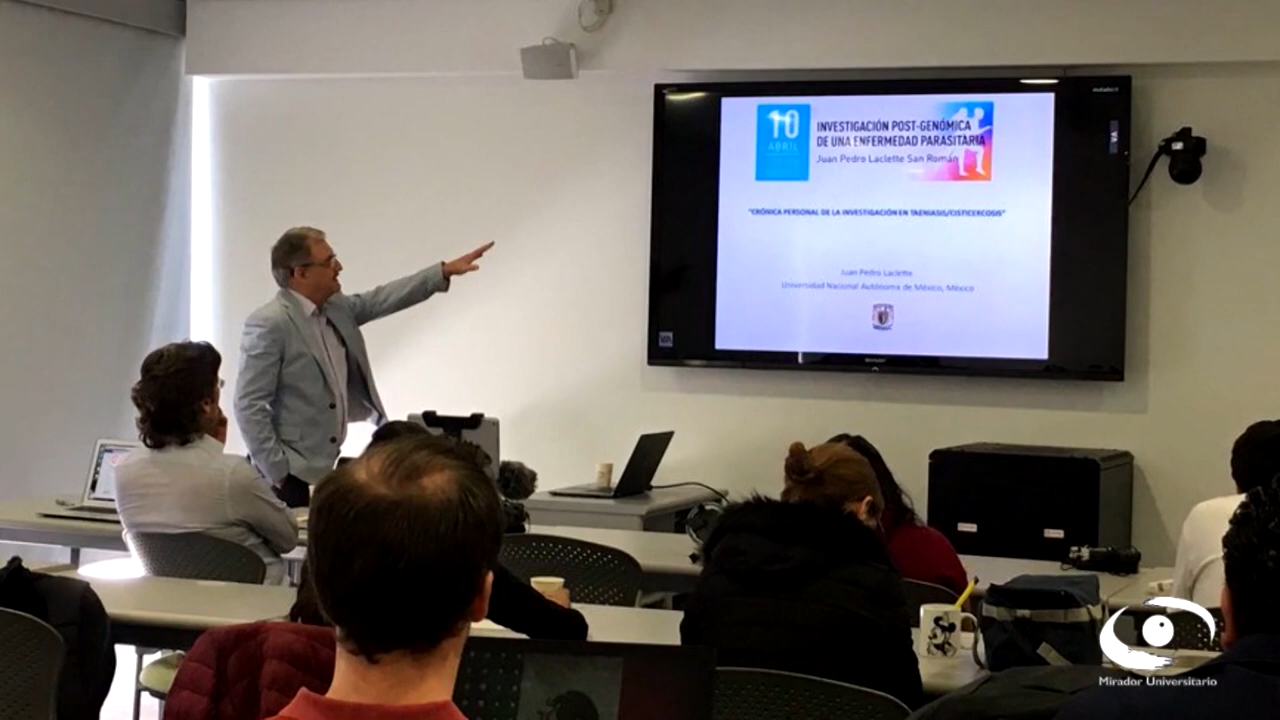 10
ABRIL
INVESTIGACIÓN POST-GENÓMICA
DE UNA ENFERMEDAD PARASITARIA
Juan Pedro Laclette San Román
"CRÓNICA PERSONAL DE LA INVESTIGACIÓN EN TAENIASIS/CISTICERCOSIS"
Juan Pedro Laclette
Universidad Nacional Autónoma de México, México
Mirador Universitario